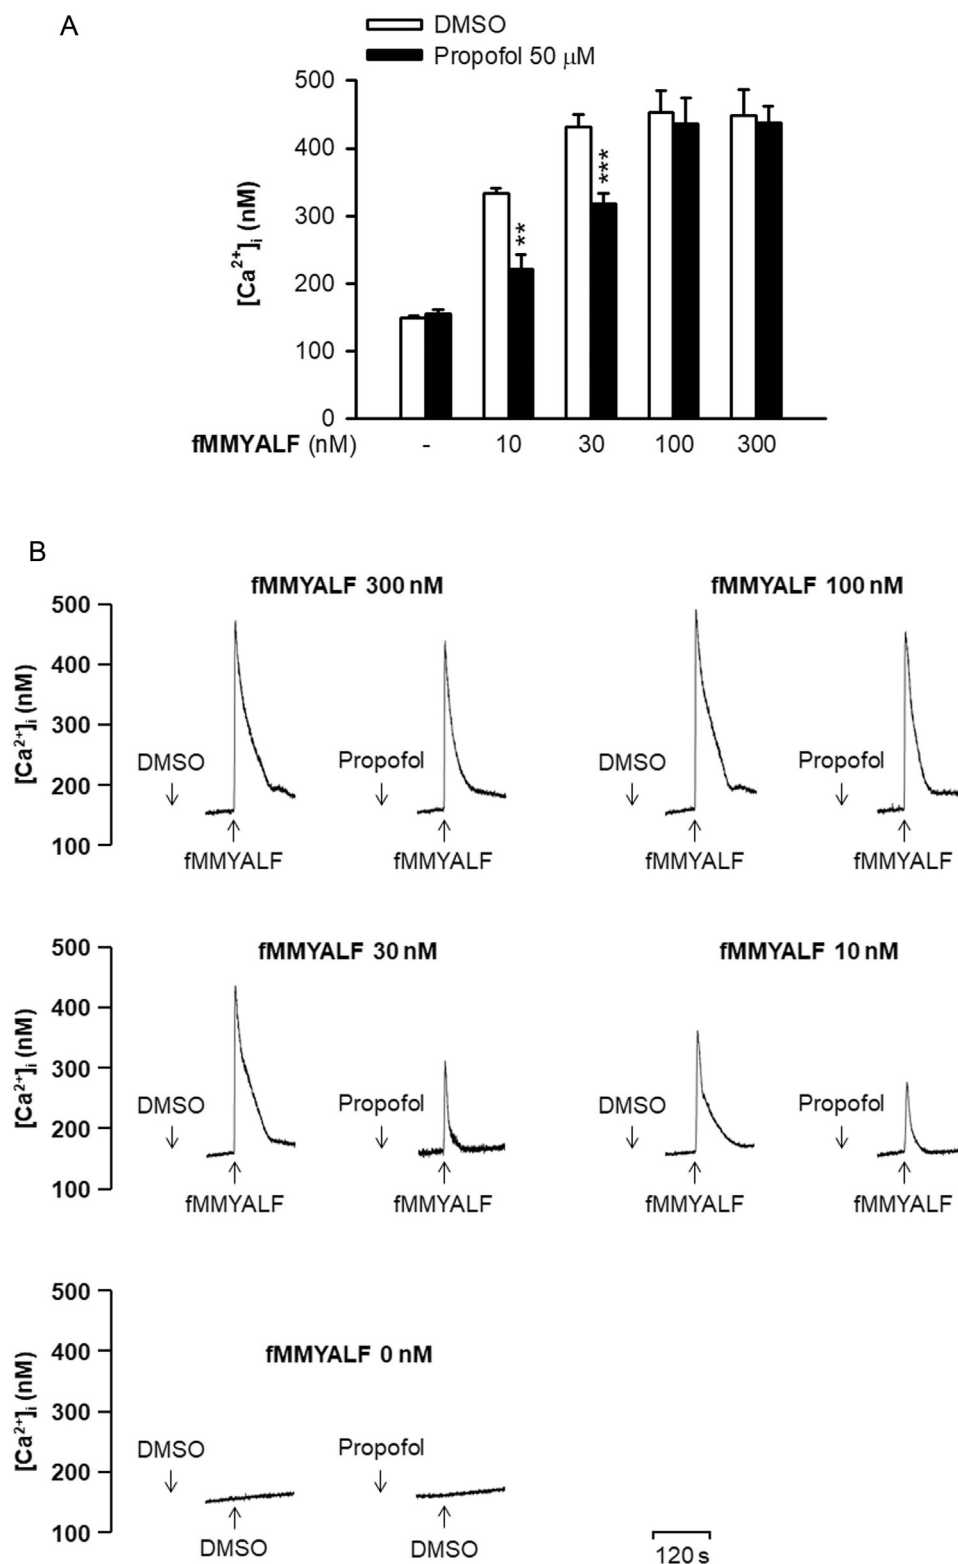 A
DMSO
Propofol 50 μM
500
400
300
200
100
0
[Ca²⁺]ᵢ (nM)
**
***
fMMYALF (nM) - 10 30 100 300
B
fMMYALF 300 nM fMMYALF 100 nM
500
400
300
200
100
[Ca²⁺]ᵢ (nM)
DMSO Propofol DMSO Propofol
fMMYALF fMMYALF fMMYALF fMMYALF
fMMYALF 30 nM fMMYALF 10 nM
500
400
300
200
100
[Ca²⁺]ᵢ (nM)
DMSO Propofol DMSO Propofol
fMMYALF fMMYALF fMMYALF fMMYALF
fMMYALF 0 nM
500
400
300
200
100
[Ca²⁺]ᵢ (nM)
DMSO Propofol
DMSO DMSO
120 s